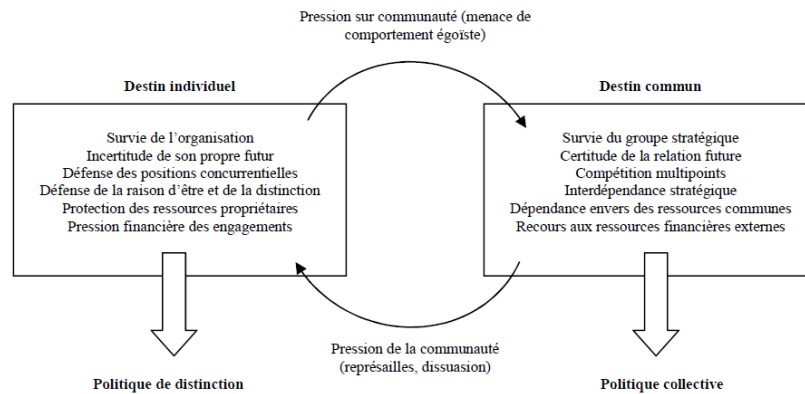 Pression sur communauté (menace de
comportement égoïste)
Destin individuel
Destin commun
Survie de l'organisation
Incertitude de son propre futur
Défense des positions concurrentielles
Défense de la raison d'être et de la distinction
Protection des ressources propriétaires
Pression financière des engagements
Survie du groupe stratégique
Certitude de la relation future
Compétition multipoints
Interdépendance stratégique
Dépendance envers des ressources communes
Recours aux ressources financières externes
Pression de la communauté
(représailles, dissuasion)
Politique de distinction
Politique collective